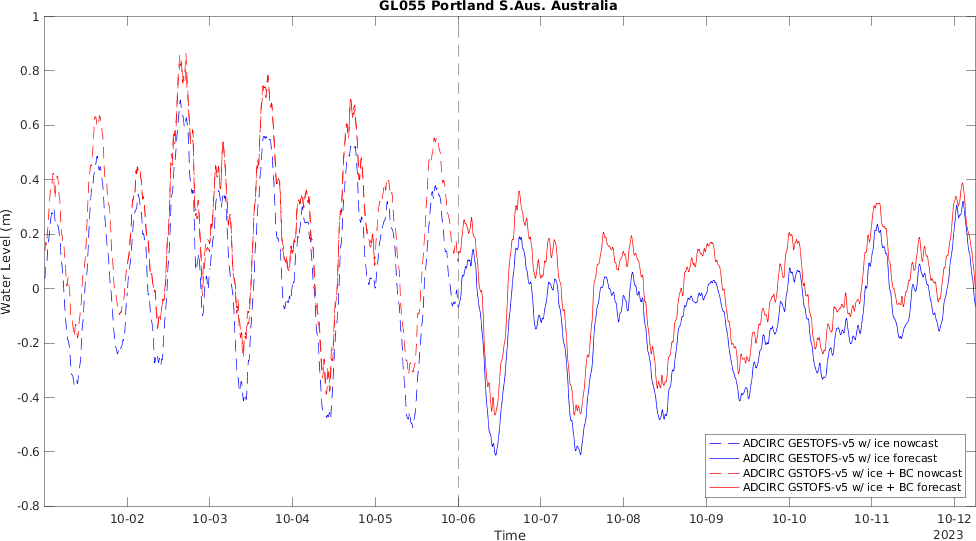 GL055 Portland S.Aus. Australia
1
0.8
0.6
0.4
0.2
0
-0.2
-0.4
-0.6
-0.8
Water Level (m)
10-02 10-03 10-04 10-05 10-06 10-07 10-08 10-09 10-10 10-11 10-12
Time
2023
ADCIRC GESTOFS-v5 w/ ice nowcast
ADCIRC GESTOFS-v5 w/ ice forecast
ADCIRC GSTOFS-v5 w/ ice + BC nowcast
ADCIRC GSTOFS-v5 w/ ice + BC forecast